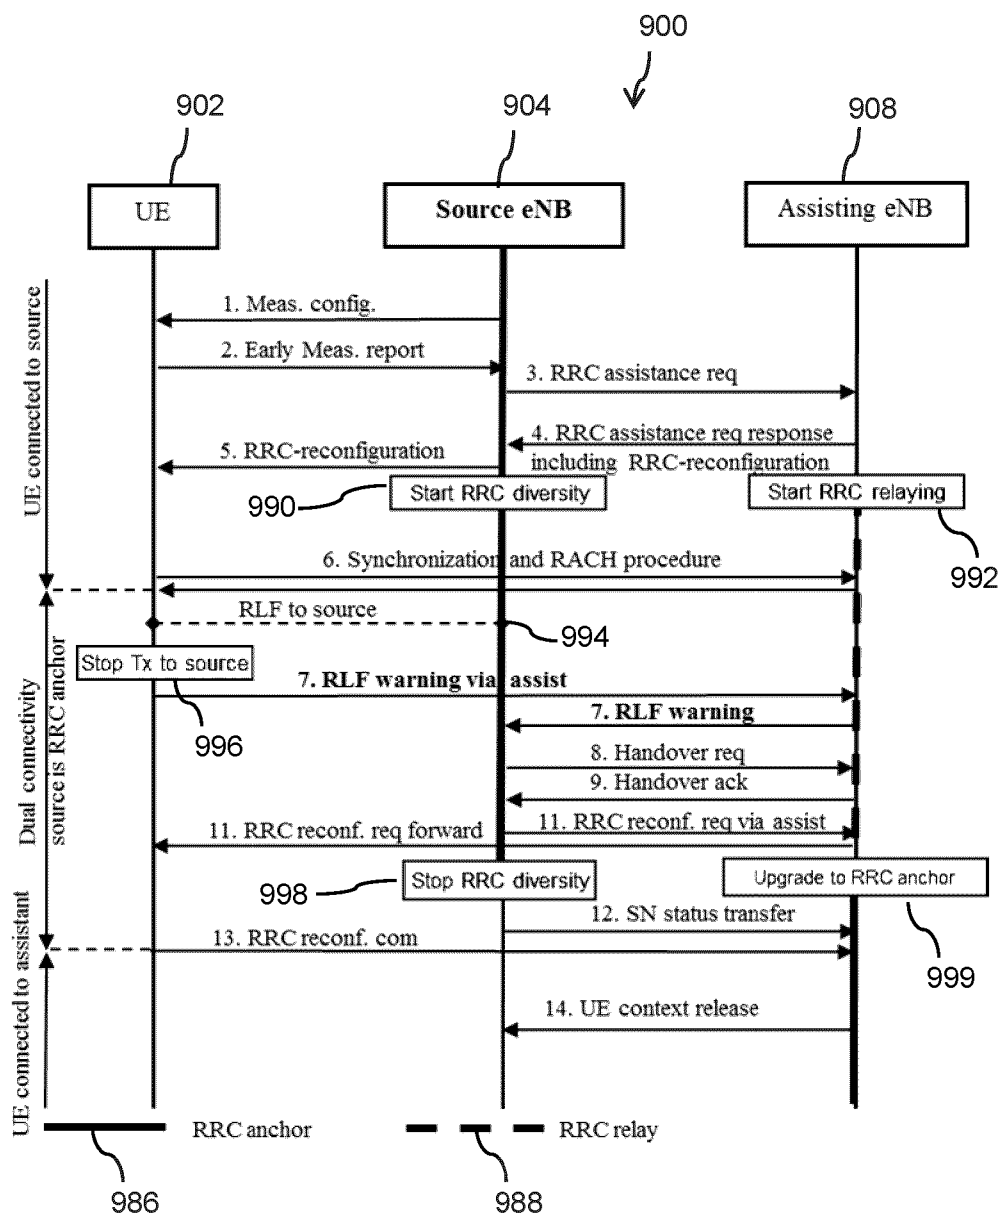 900
902
904
908
UE
Source eNB
Assisting eNB
UE connected to source
1. Meas. config.
2. Early Meas. report
3. RRC assistance req
4. RRC assistance req response
including RRC-reconfiguration
5. RRC-reconfiguration
990
Start RRC diversity
Start RRC relaying
992
6. Synchronization and RACH procedure
RLF to source
994
Dual connectivity
source is RRC anchor
Stop Tx to source
996
7. RLF warning via assist
7. RLF warning
8. Handover req
9. Handover ack
11. RRC reconf. req via assist
11. RRC reconf. req forward
998
Stop RRC diversity
Upgrade to RRC anchor
999
12. SN status transfer
13. RRC reconf. com
UE connected to assistant
14. UE context release
RRC anchor
RRC relay
986
988